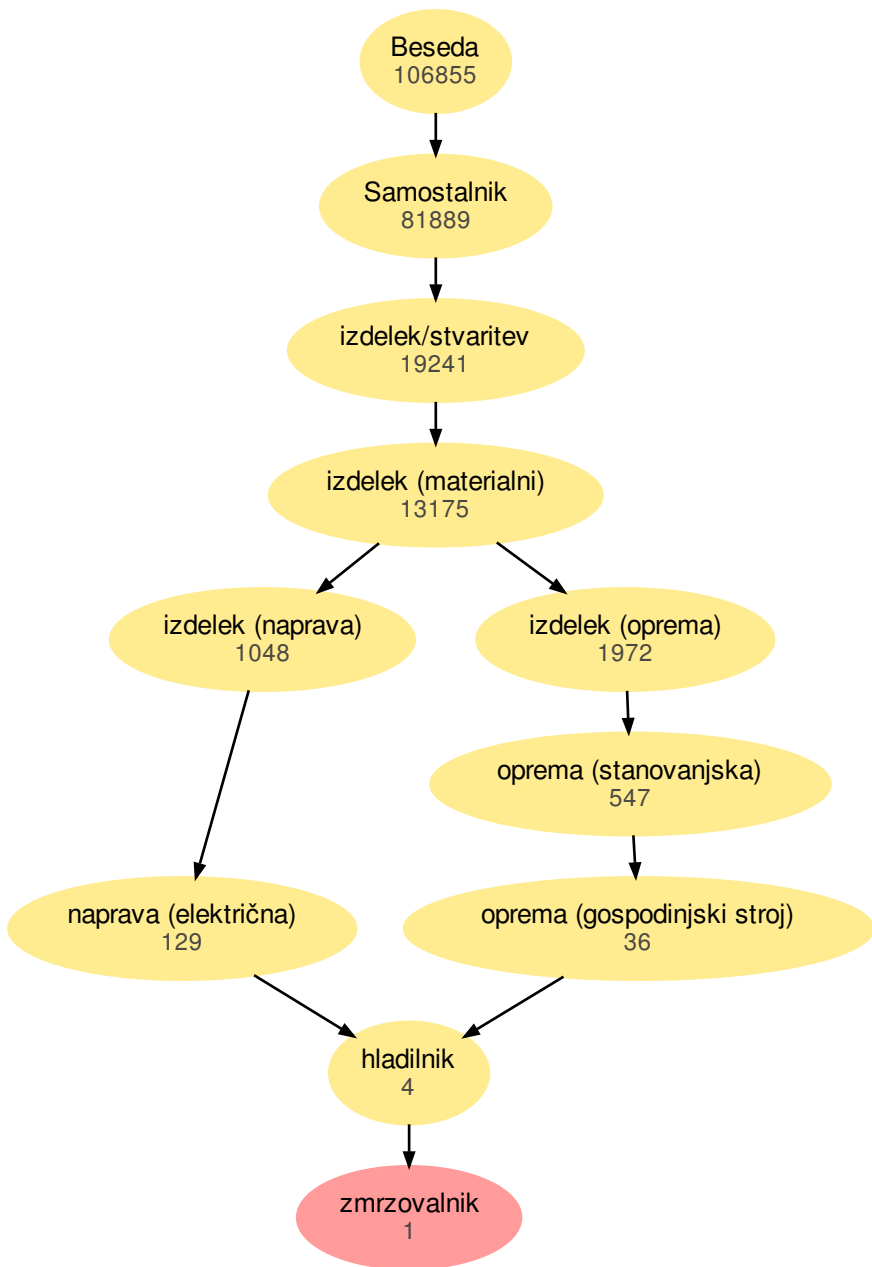 Beseda
106855
Samostalnik
81889
izdelek/stvaritev
19241
izdelek (materialni)
13175
izdelek (naprava)
1048
izdelek (oprema)
1972
oprema (stanovanjska)
547
naprava (električna)
129
oprema (gospodinjski stroj)
36
hladilnik
4
zmrzovalnik
1